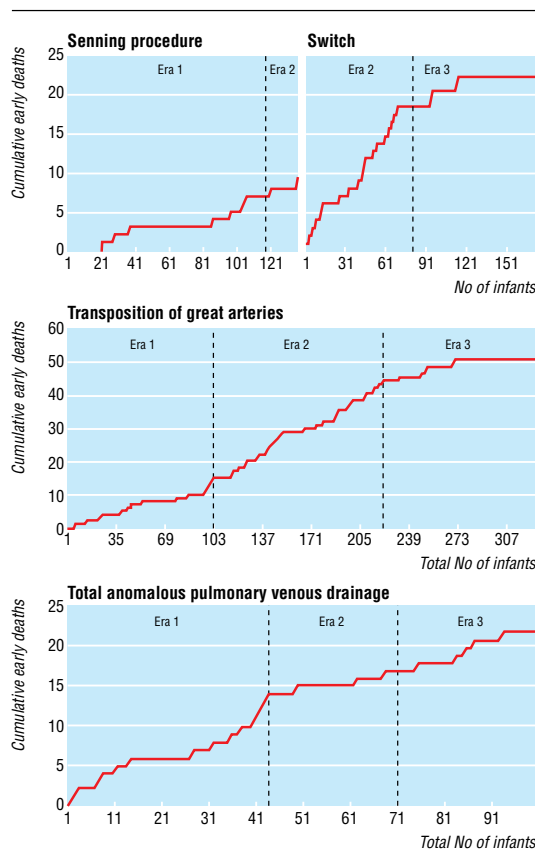 Senning procedure Switch
Cumulative early deaths
25
20
15
10
5
0
Era 1 Era 2 Era 2 Era 3
1 21 41 61 81 101 121 1 31 61 91 121 151
No of infants
Transposition of great arteries
Cumulative early deaths
60
50
40
30
20
10
0
Era 1 Era 2 Era 3
1 35 69 103 137 171 205 239 273 307
Total No of infants
Total anomalous pulmonary venous drainage
Cumulative early deaths
25
20
15
10
5
0
Era 1 Era 2 Era 3
1 11 21 31 41 51 61 71 81 91
Total No of infants